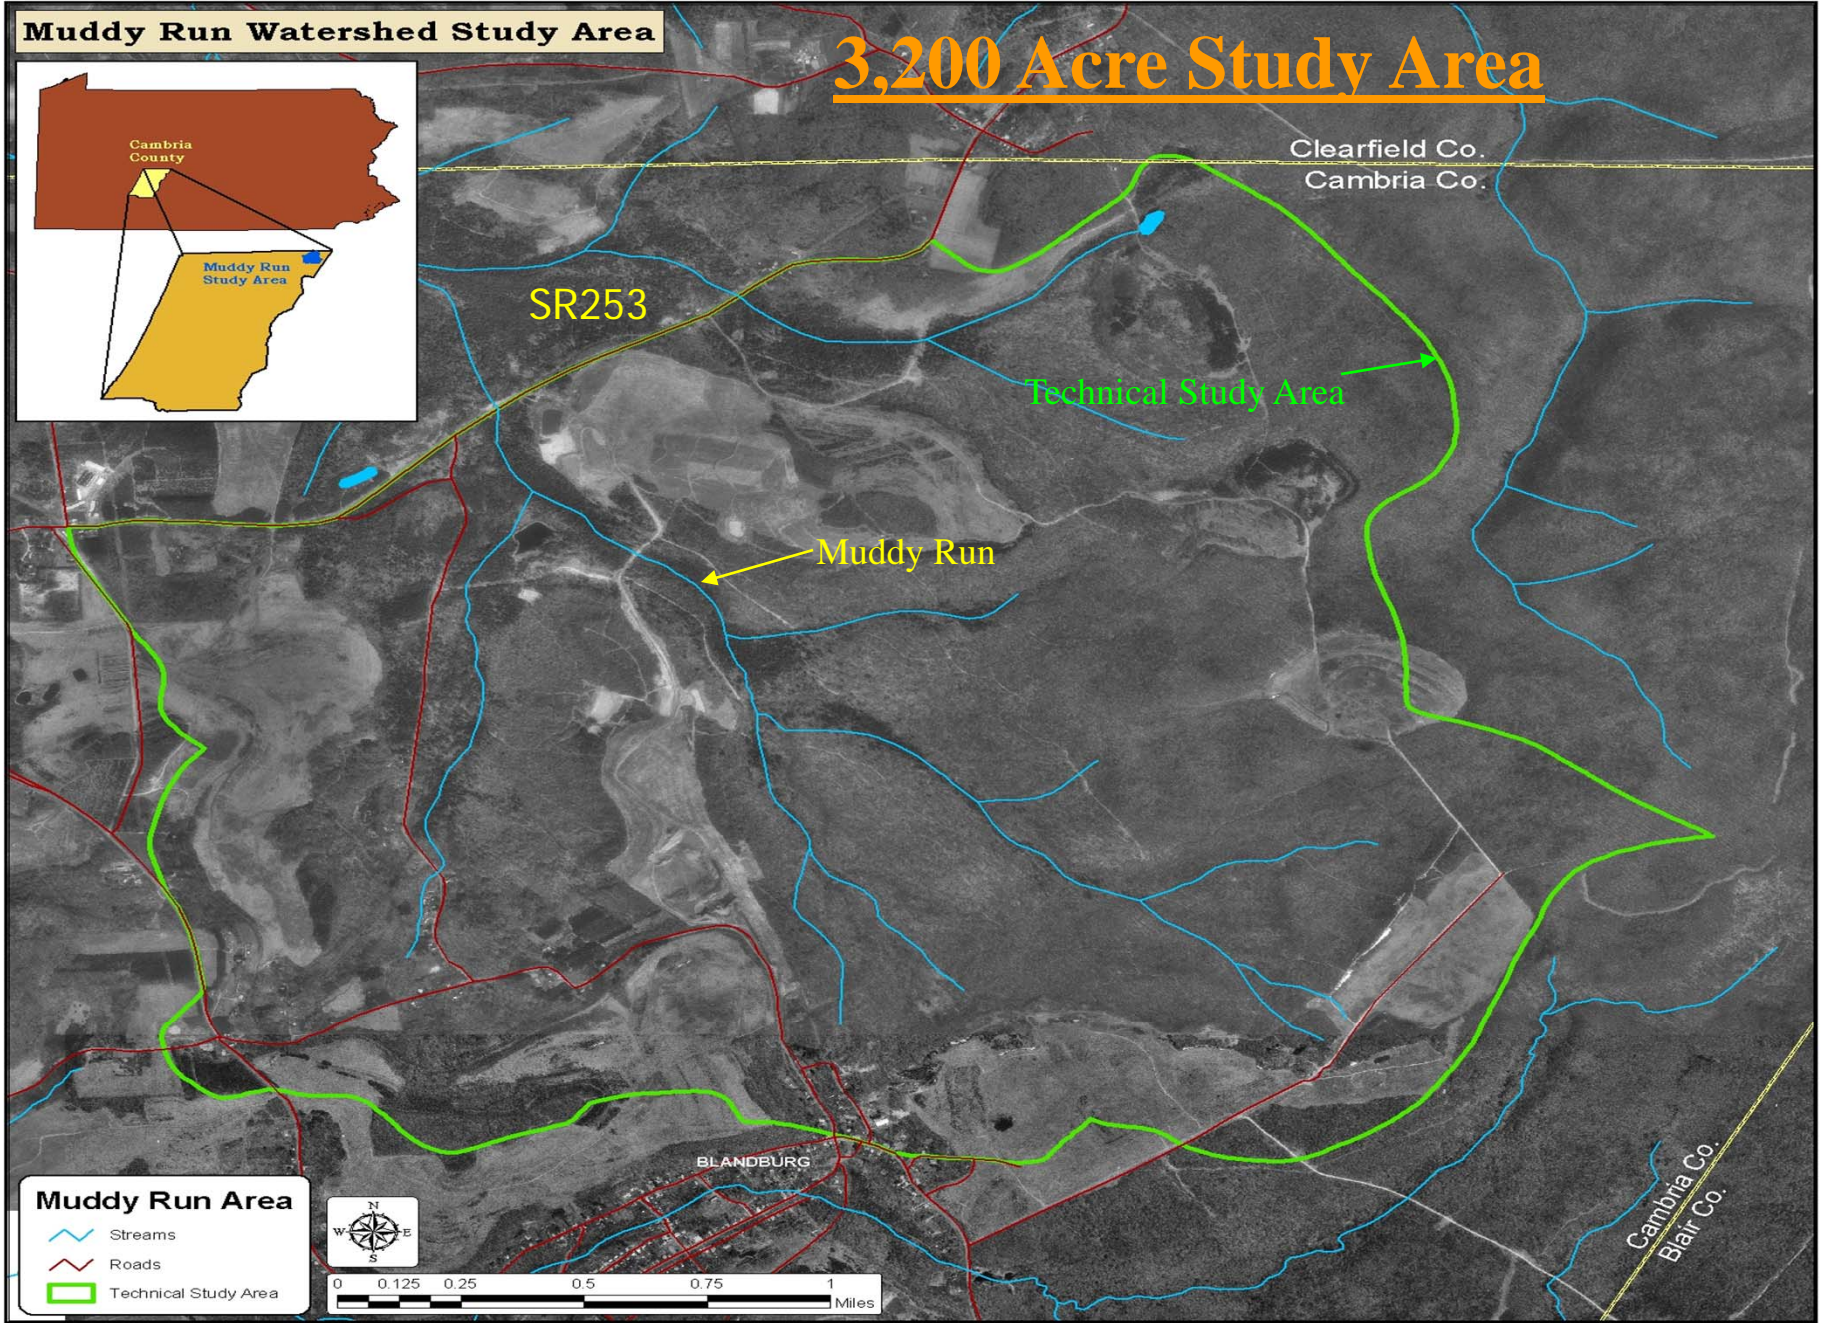 Muddy Run Watershed Study Area
3,200 Acre Study Area
Cambria
County
Muddy Run
Study Area
Clearfield Co.
Cambria Co.
SR253
Technical Study Area
Muddy Run
BLANDBURG
Cambria Co.
Blair Co.
Muddy Run Area
Streams
Roads
Technical Study Area
N
W E
S
0 0.125 0.25 0.5 0.75 1
Miles